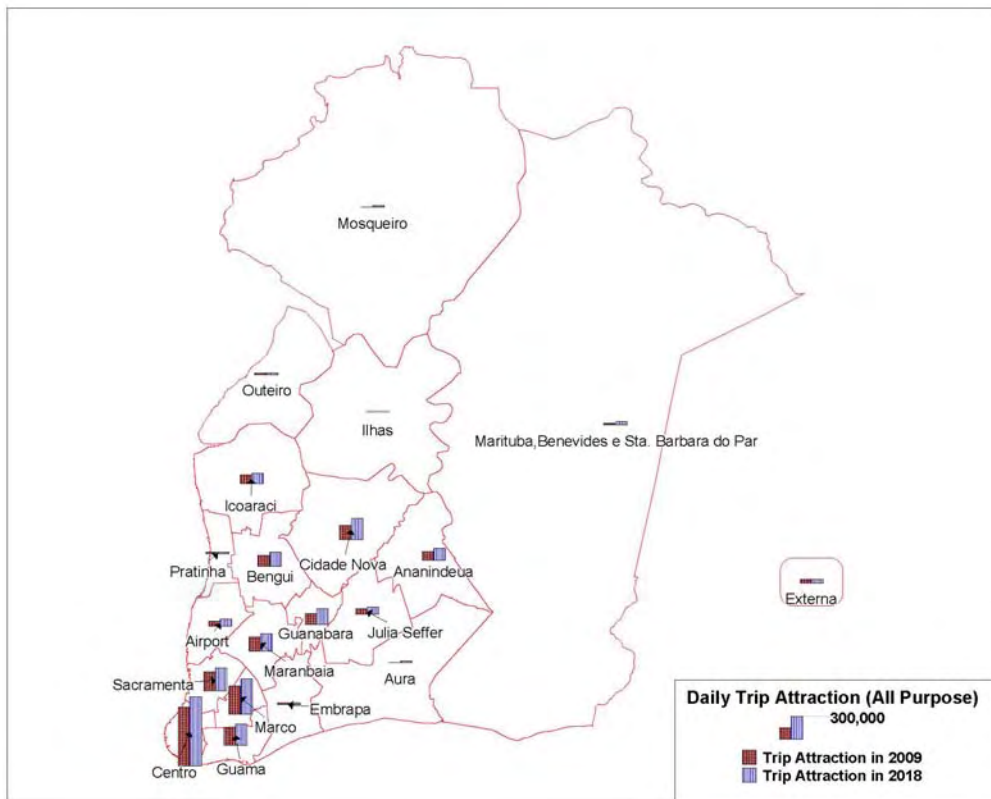 Mosqueiro
Outeiro
Ilhas
Marituba,Benevides e Sta. Barbara do Par
Icoaraci
Pratinha
Bengui
Cidade Nova
Ananindeua
Externa
Airport
Guanabara
Julia Seffer
Maranbaia
Sacramenta
Aura
Embrapa
Marco
Centro
Guama
Daily Trip Attraction (All Purpose)
300,000
Trip Attraction in 2009
Trip Attraction in 2018